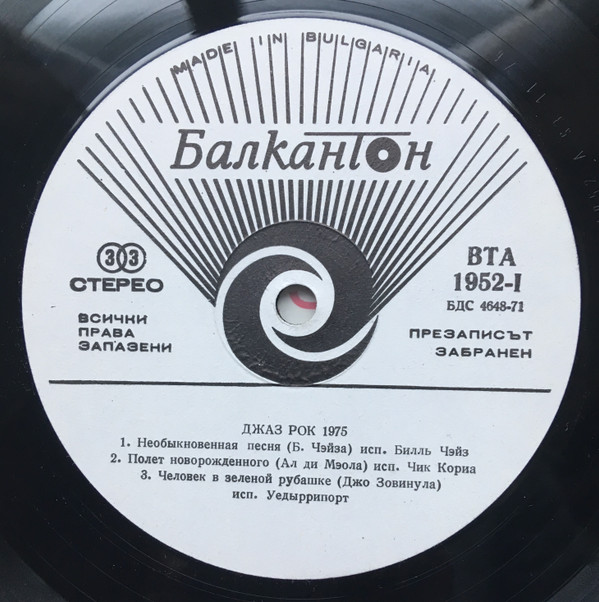 MADE IN BULGARIA
Балкантон
33
СТЕРЕО
ВТА
1952-I
БДС 4648-71
ВСИЧКИ
ПРАВА
ЗАПАЗЕНИ
ПРЕЗАПИСЪТ
ЗАБРАНЕН
ДЖАЗ РОК 1975
1. Необыкновенная песня (Б. Чэйза) исп. Билль Чэйз
2. Полет новорожденного (Ал ди Мэола) исп. Чик Кориа
3. Человек в зеленой рубашке (Джо Зовинула)
исп. Уедыррипорт